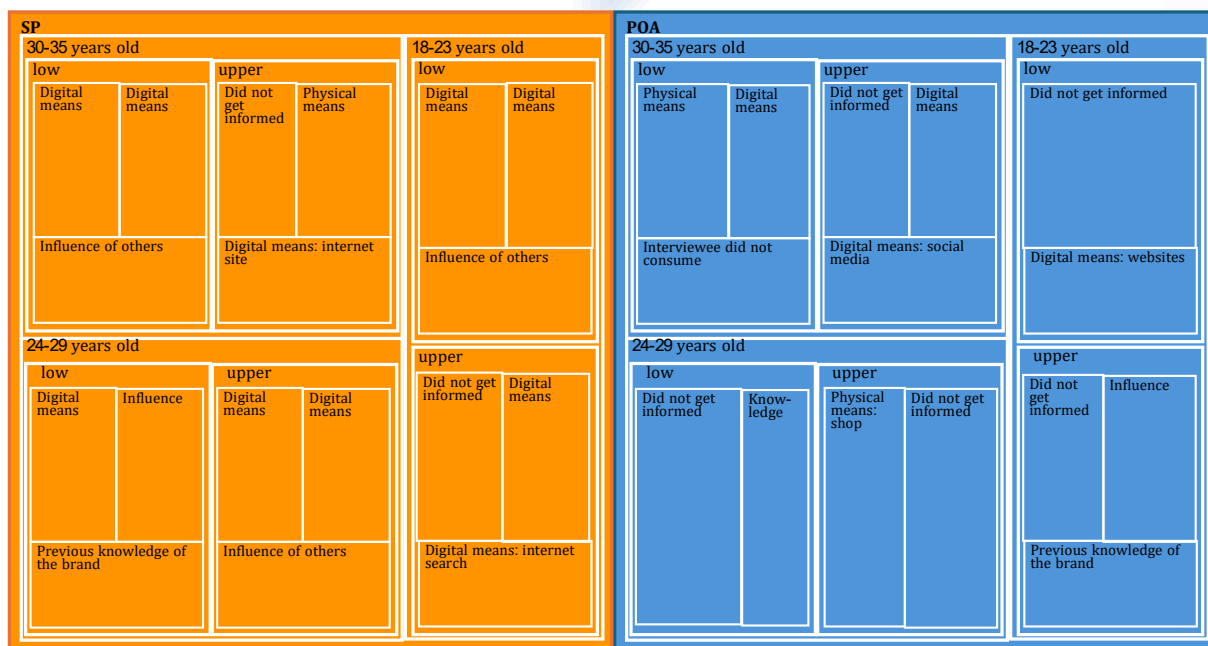 SP
30-35 years old
low
Digital
means
Digital
means
Influence of others
upper
Did not
get
informed
Physical
means
Digital means: internet
site
18-23 years old
low
Digital
means
Digital
means
Influence of others
24-29 years old
low
Digital
means
Influence
Previous knowledge of
the brand
upper
Digital
means
Digital
means
Influence of others
upper
Did not get
informed
Digital
means
Digital means: internet
search
POA
30-35 years old
low
Physical
means
Digital
means
Interviewee did not
consume
upper
Did not get
informed
Digital
means
Digital means: social
media
18-23 years old
low
Did not get informed
Digital means: websites
24-29 years old
low
Did not get
informed
Know-
ledge
upper
Physical
means:
shop
Did not get
informed
upper
Did not
get
informed
Influence
Previous knowledge of
the brand